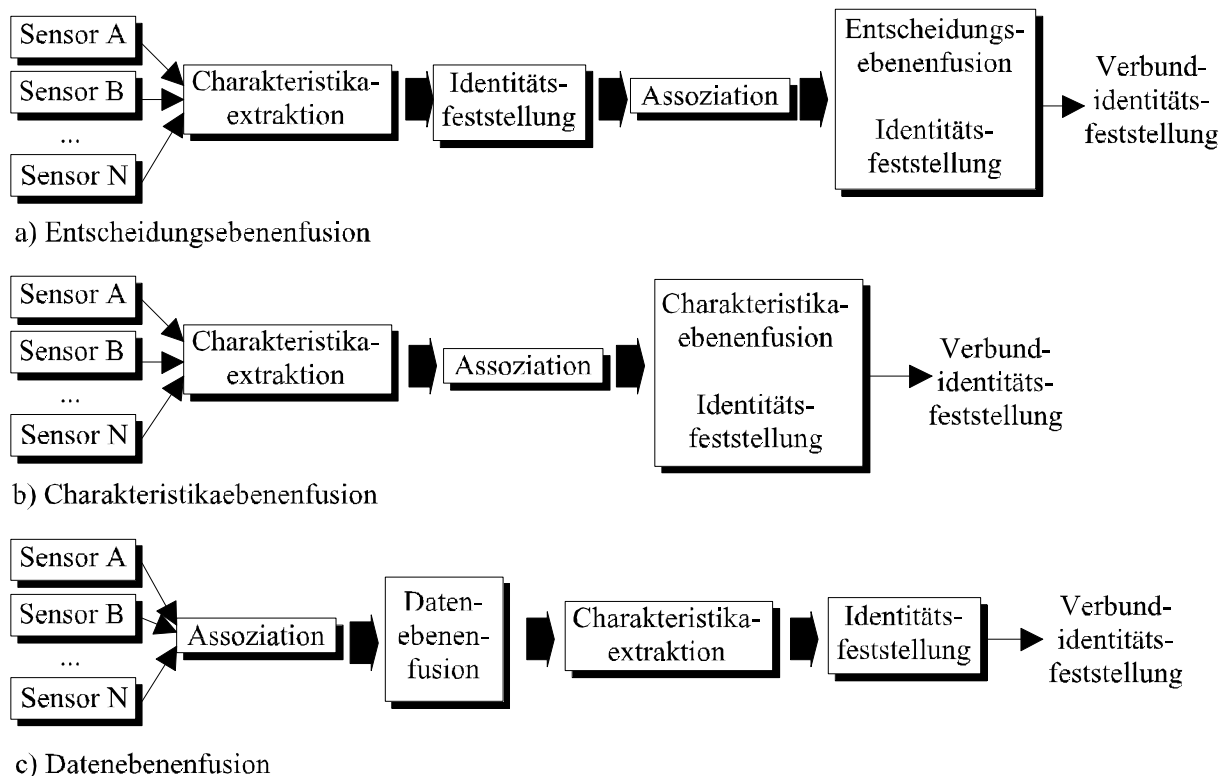 Sensor A
Sensor B
...
Sensor N
Charakteristika-
extraktion
Identitäts-
feststellung
Assoziation
Entscheidungs-
ebenenfusion
Identitäts-
feststellung
Verbund-
identitäts-
feststellung
a) Entscheidungsebenenfusion
Sensor A
Sensor B
...
Sensor N
Charakteristika-
extraktion
Assoziation
Charakteristika-
ebenenfusion
Identitäts-
feststellung
Verbund-
identitäts-
feststellung
b) Charakteristikaebenenfusion
Sensor A
Sensor B
...
Sensor N
Assoziation
Daten-
ebenen-
fusion
Charakteristika-
extraktion
Identitäts-
feststellung
Verbund-
identitäts-
feststellung
c) Datenebenenfusion